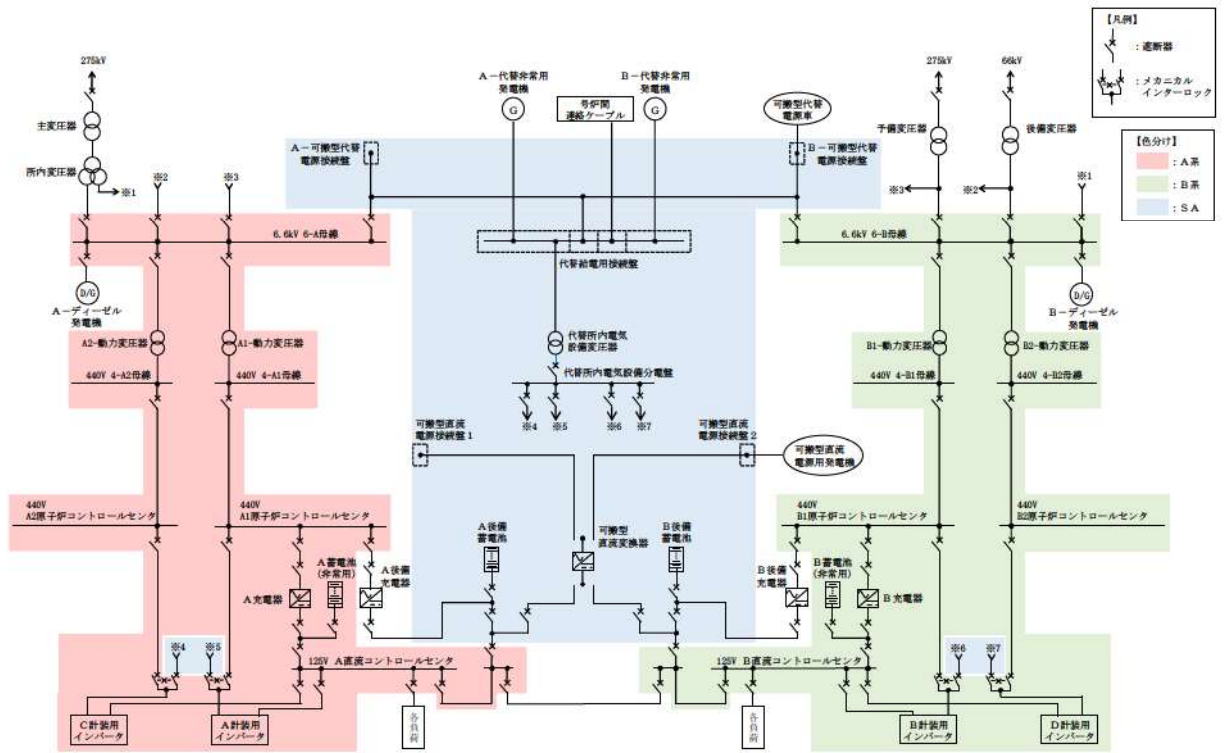 【凡例】
：遮断器
：メカニカル
インターロック
【色分け】
：A系
：B系
：SA
275kV
主変圧器
所内変圧器
※1
※2
※3
A－代替非常用
発電機
G
号炉間
連絡ケーブル
B－代替非常用
発電機
G
可搬型代替
電源車
275kV
66kV
予備変圧器
後備変圧器
※3
※2
※1
A－可搬型代替
電源接続盤
B－可搬型代替
電源接続盤
6.6kV 6-A母線
代替給電用接続盤
6.6kV 6-B母線
D/G
A－ディーゼル
発電機
D/G
B－ディーゼル
発電機
A2-動力変圧器
A1-動力変圧器
代替所内電気
設備変圧器
B1-動力変圧器
B2-動力変圧器
440V 4-A2母線
440V 4-A1母線
代替所内電気設備分電盤
440V 4-B1母線
440V 4-B2母線
※4
※5
※6
※7
可搬型直流
電源接続盤1
可搬型直流
電源接続盤2
可搬型直流
電源用発電機
440V
A2原子炉コントロールセンタ
440V
A1原子炉コントロールセンタ
440V
B1原子炉コントロールセンタ
440V
B2原子炉コントロールセンタ
A後備
蓄電池
可搬型
直流変換器
B後備
蓄電池
A充電器
A蓄電池
(非常用)
A後備
充電器
B後備
充電器
B蓄電池
(非常用)
B充電器
※4
※5
125V A直流コントロールセンタ
125V B直流コントロールセンタ
※6
※7
C計装用
インバータ
A計装用
インバータ
各負荷
各負荷
B計装用
インバータ
D計装用
インバータ